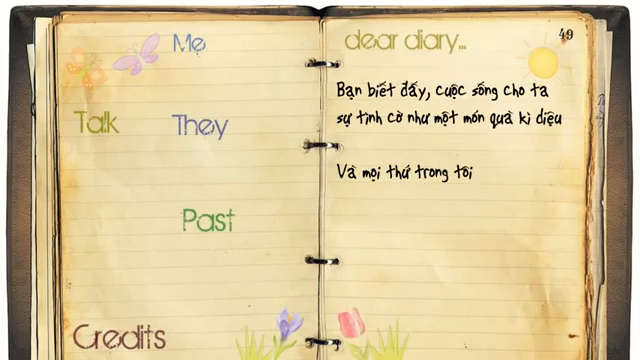 Me
Talk
They
Past
Credits
dear diary...
49
Bạn biết đấy, cuộc sống cho ta
sự tình cờ như một món quà kì diệu
Và mọi thứ trong tôi